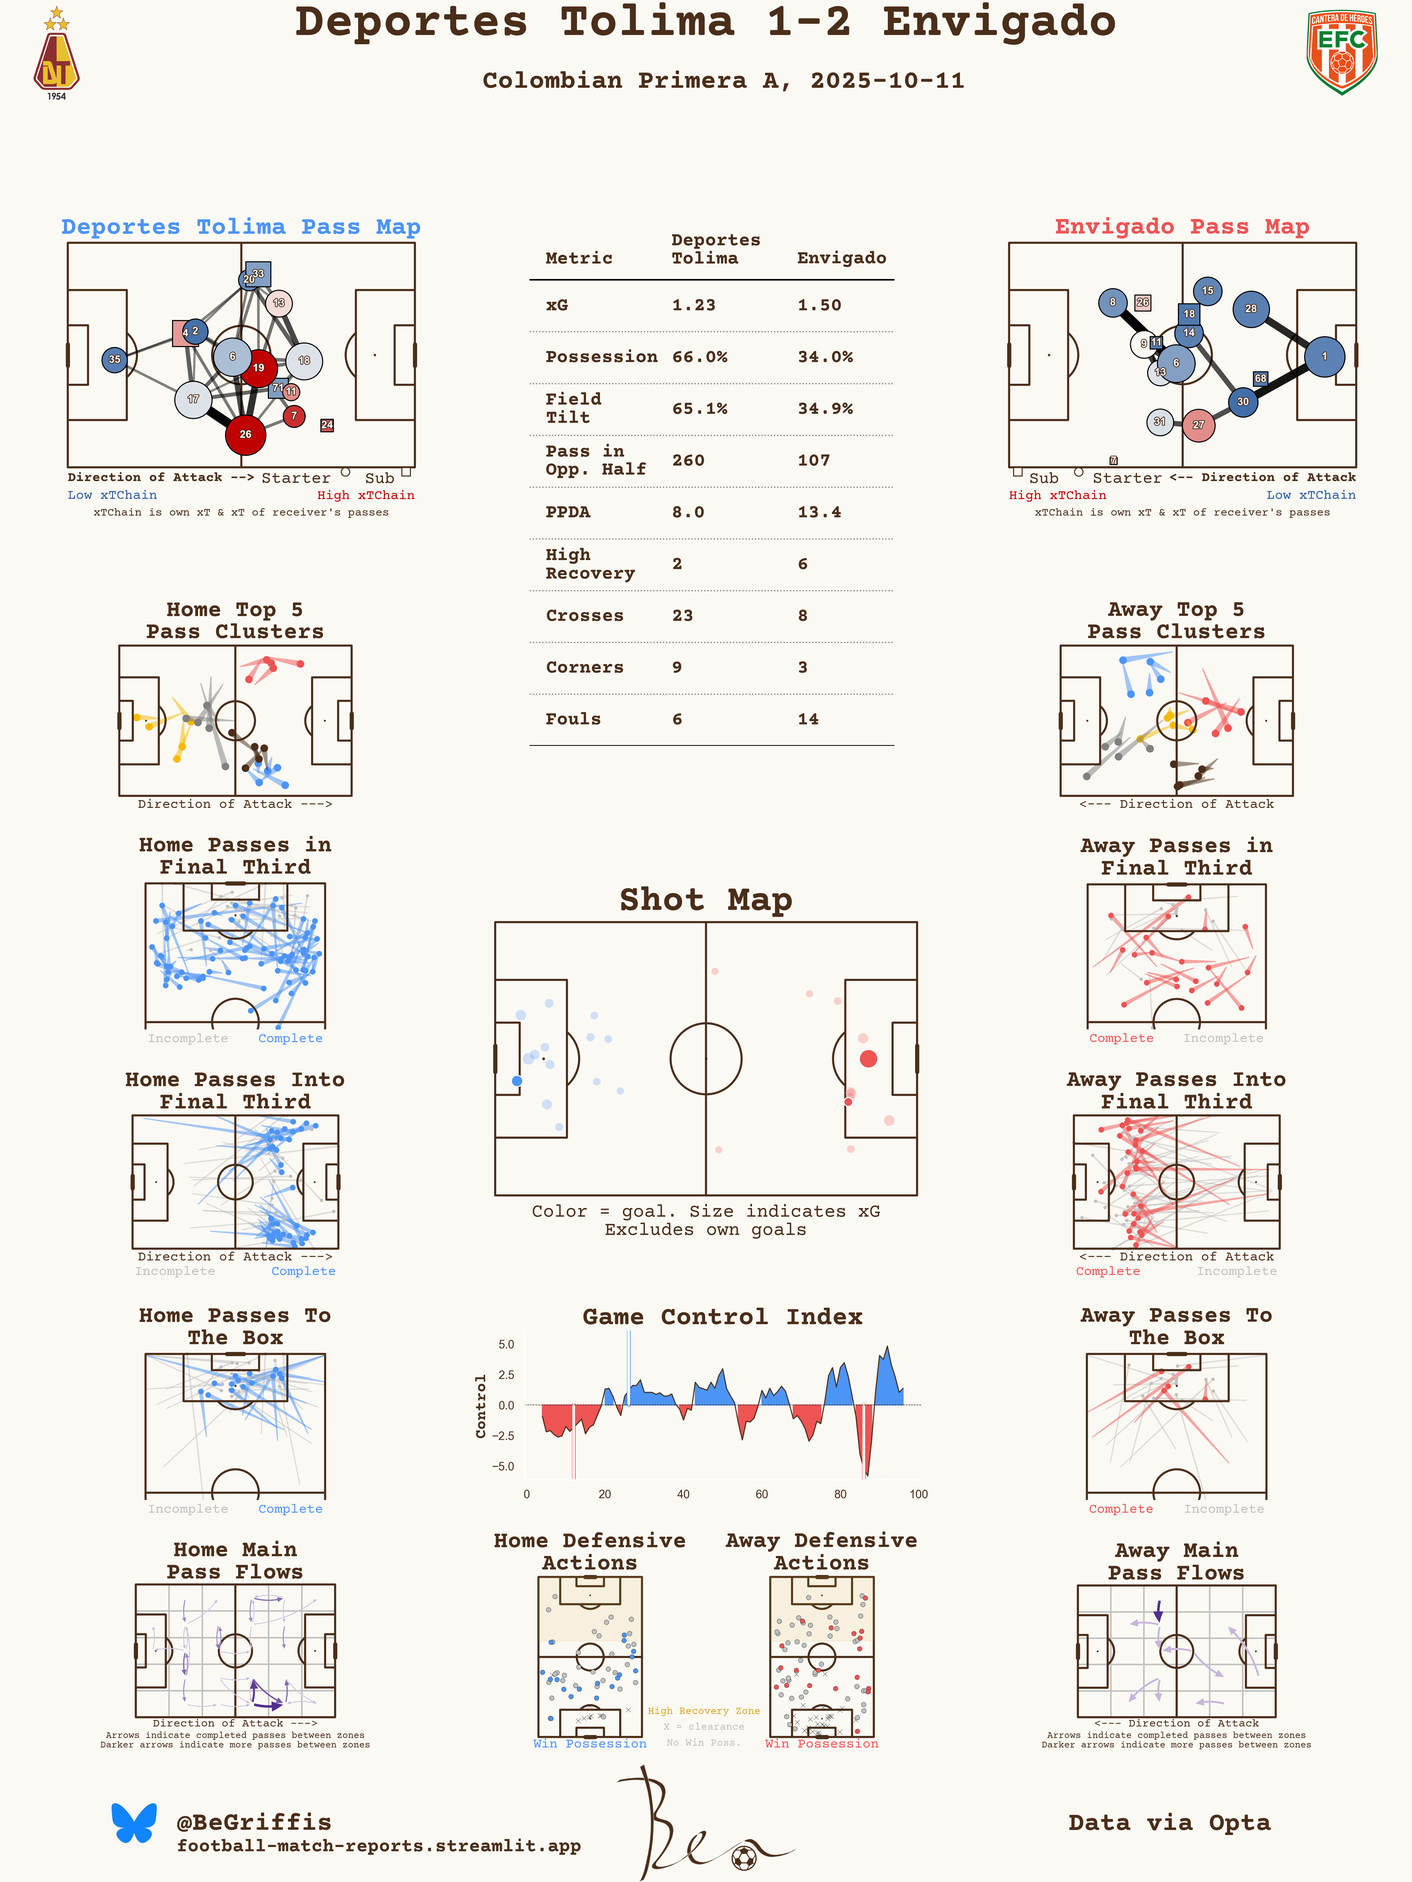 Deportes Tolima 1-2 Envigado
Colombian Primera A, 2025-10-11
1954
CANTERA DE HÉROES
EFC
Deportes Tolima Pass Map
33
13
4
2
35
6
19
18
17
71
11
7
26
24
Direction of Attack --> Starter Sub
Low xTChain High xTChain
xTChain is own xT & xT of receiver's passes
Metric Deportes Tolima Envigado
xG 1.23 1.50
Possession 66.0% 34.0%
Field Tilt 65.1% 34.9%
Pass in Opp. Half 260 107
PPDA 8.0 13.4
High Recovery 2 6
Crosses 23 8
Corners 9 3
Fouls 6 14
Envigado Pass Map
15
8
26
28
18
14
9
11
13
6
1
68
30
31
27
Sub Starter <-- Direction of Attack
High xTChain Low xTChain
xTChain is own xT & xT of receiver's passes
Home Top 5
Pass Clusters
Direction of Attack --->
Away Top 5
Pass Clusters
<--- Direction of Attack
Home Passes in
Final Third
Incomplete Complete
Away Passes in
Final Third
Complete Incomplete
Shot Map
Color = goal. Size indicates xG
Excludes own goals
Home Passes Into
Final Third
Direction of Attack --->
Incomplete Complete
Away Passes Into
Final Third
<--- Direction of Attack
Complete Incomplete
Home Passes To
The Box
Incomplete Complete
Game Control Index
Control
5.0
2.5
0.0
−2.5
−5.0
0 20 40 60 80 100
Away Passes To
The Box
Complete Incomplete
Home Main
Pass Flows
Direction of Attack --->
Arrows indicate completed passes between zones
Darker arrows indicate more passes between zones
Home Defensive
Actions
Win Possession
Away Defensive
Actions
Win Possession
High Recovery Zone
X = clearance
No Win Poss.
Away Main
Pass Flows
<--- Direction of Attack
Arrows indicate completed passes between zones
Darker arrows indicate more passes between zones
@BeGriffis
football-match-reports.streamlit.app
Ben
Data via Opta